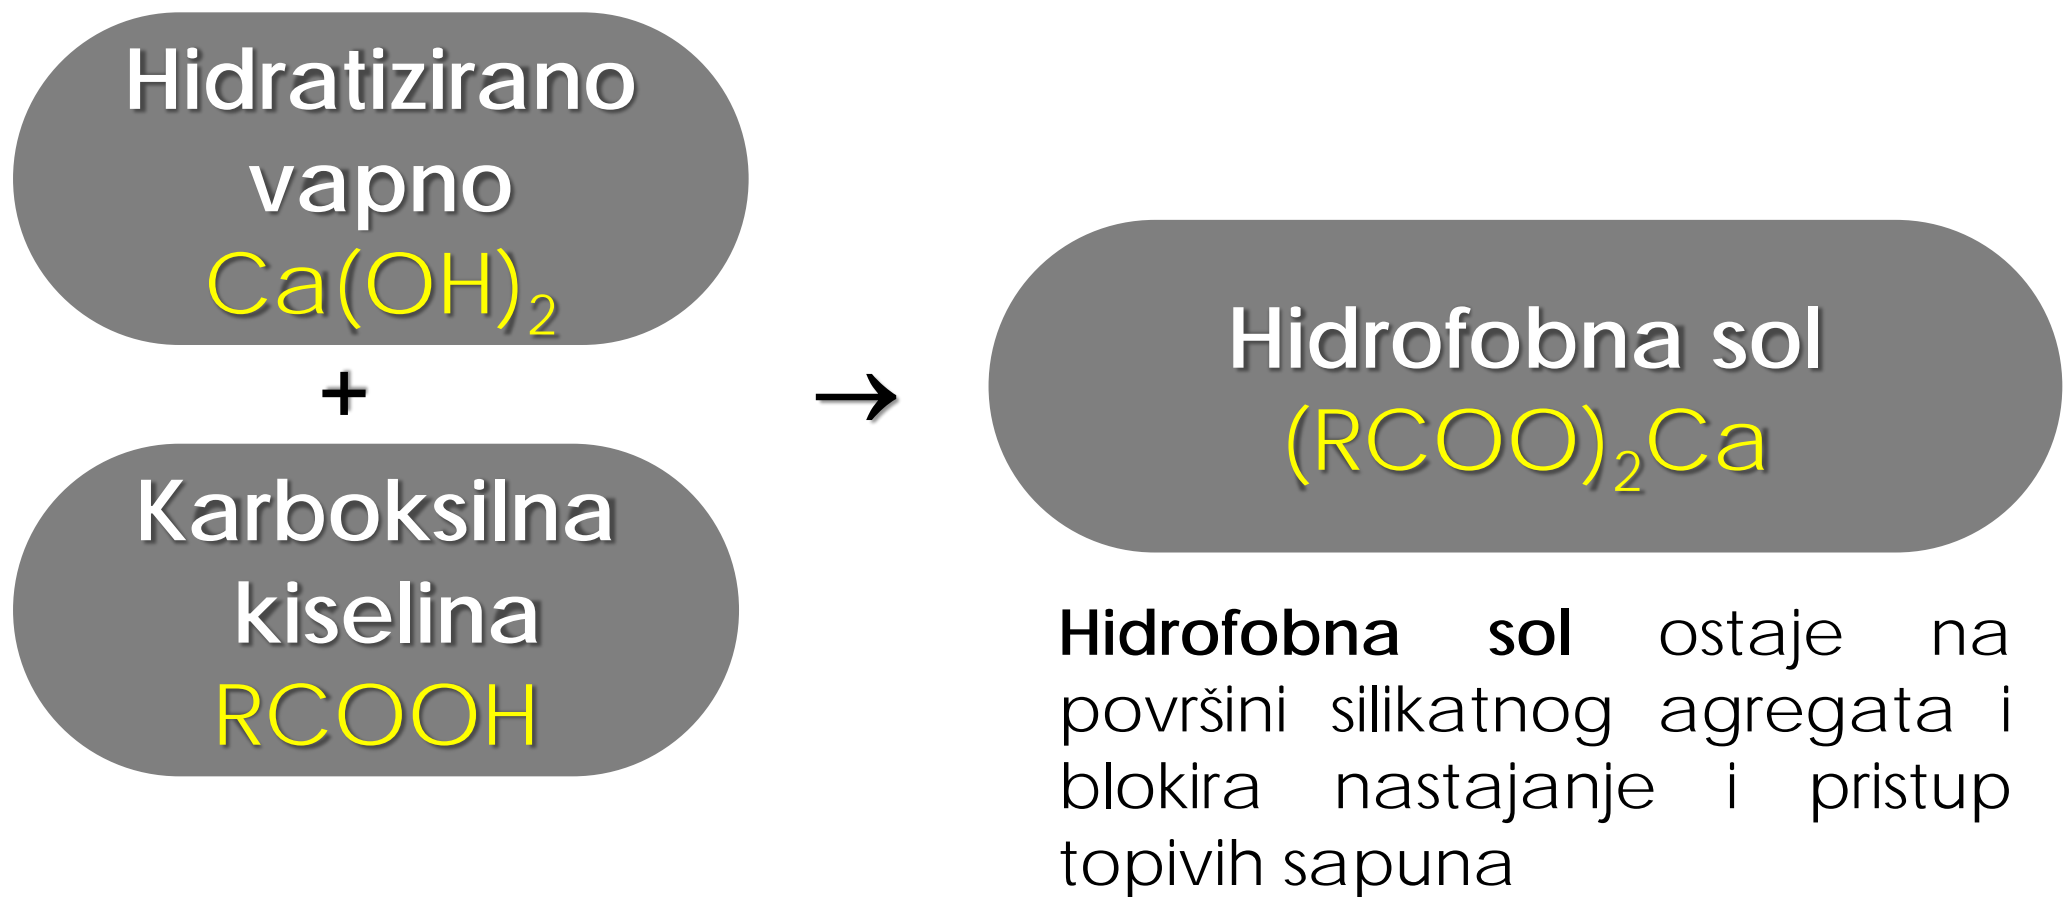 Hidratizirano
vapno
Ca(OH)₂
+
Karboksilna
kiselina
RCOOH
→
Hidrofobna sol
(RCOO)₂Ca
Hidrofobna sol ostaje na
površini silikatnog agregata i
blokira nastajanje i pristup
topivih sapuna